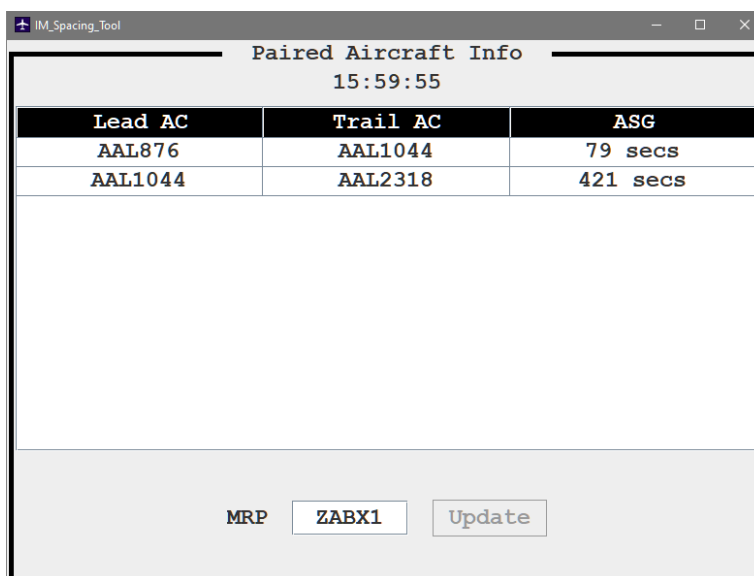 IM_Spacing_Tool
Paired Aircraft Info
15:59:55
Lead AC Trail AC ASG
AAL876 AAL1044 79 secs
AAL1044 AAL2318 421 secs
MRP ZABX1 Update